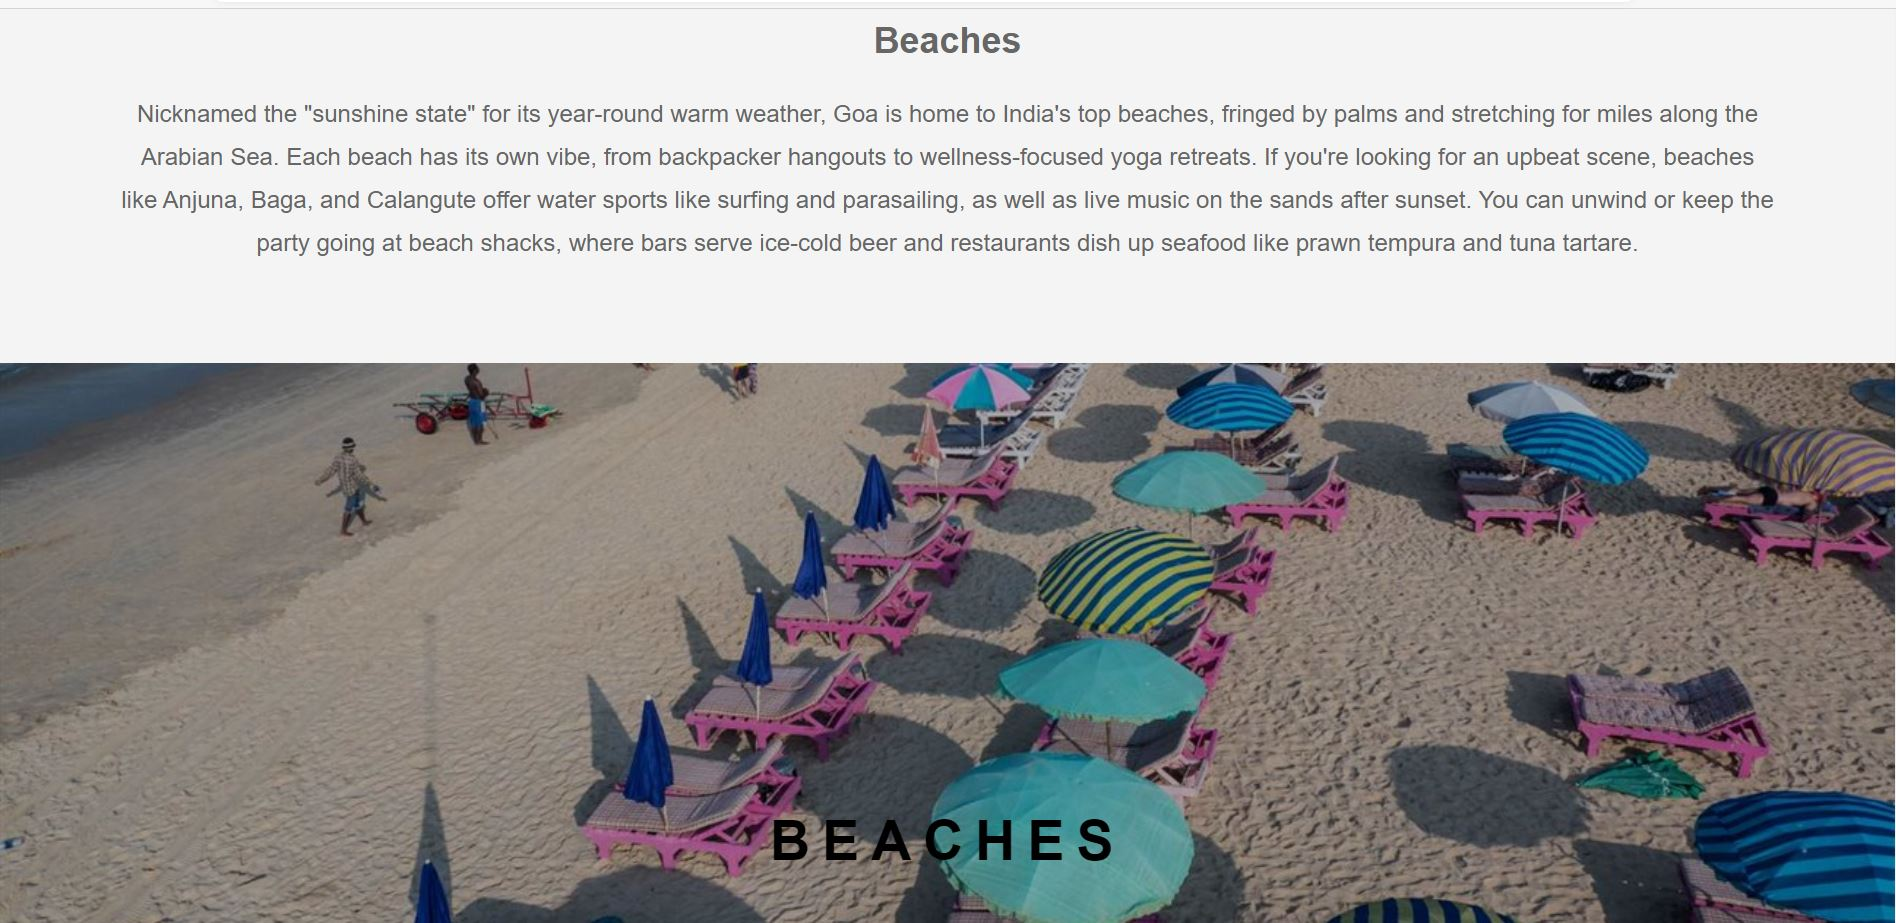 Beaches
Nicknamed the "sunshine state" for its year-round warm weather, Goa is home to India's top beaches, fringed by palms and stretching for miles along the
Arabian Sea. Each beach has its own vibe, from backpacker hangouts to wellness-focused yoga retreats. If you're looking for an upbeat scene, beaches
like Anjuna, Baga, and Calangute offer water sports like surfing and parasailing, as well as live music on the sands after sunset. You can unwind or keep the
party going at beach shacks, where bars serve ice-cold beer and restaurants dish up seafood like prawn tempura and tuna tartare.
BEACHES